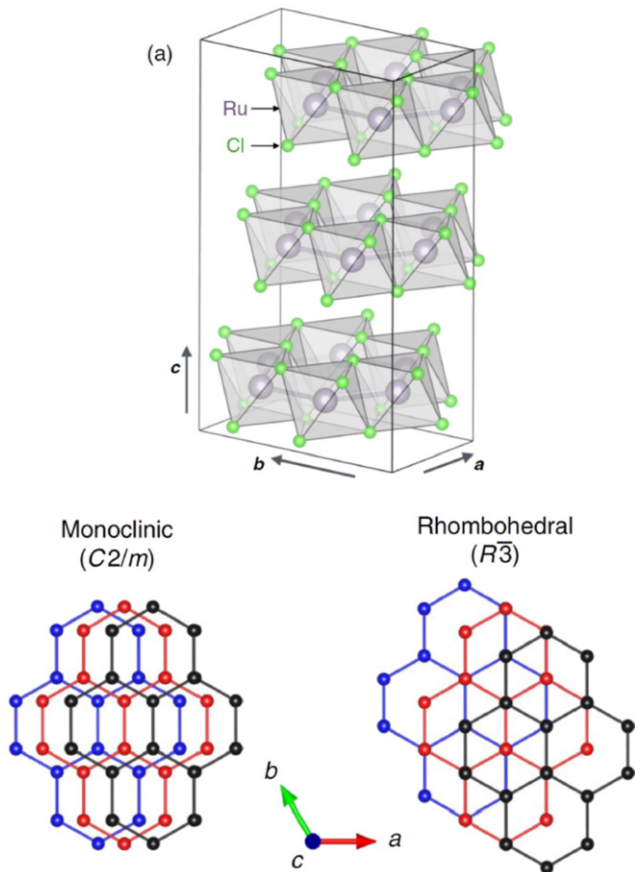 (a)
Ru
Cl
c
b
a
Monoclinic
(C2/m)
Rhombohedral
(R3̅)
b
c
a